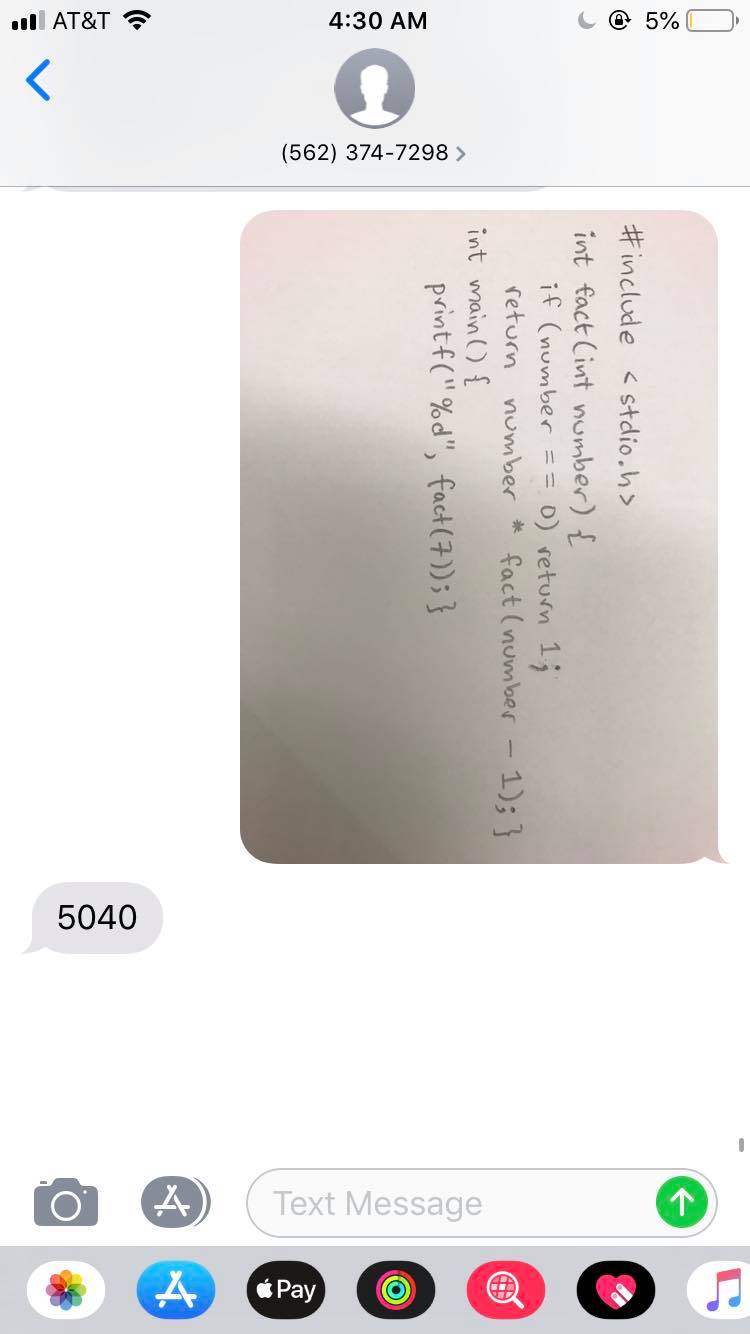 AT&T 4:30 AM 5%
(562) 374-7298
#include <stdio.h>
int fact(int number) {
if (number == 0) return 1;
return number * fact(number - 1); }
int main() {
printf("%d", fact(7)); }
5040
Text Message
Pay